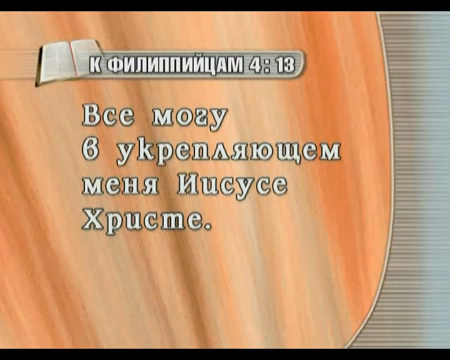 К ФИЛИППИЙЦАМ 4:13
Все могу
в укрепляющем
меня Иисусе
Христе.